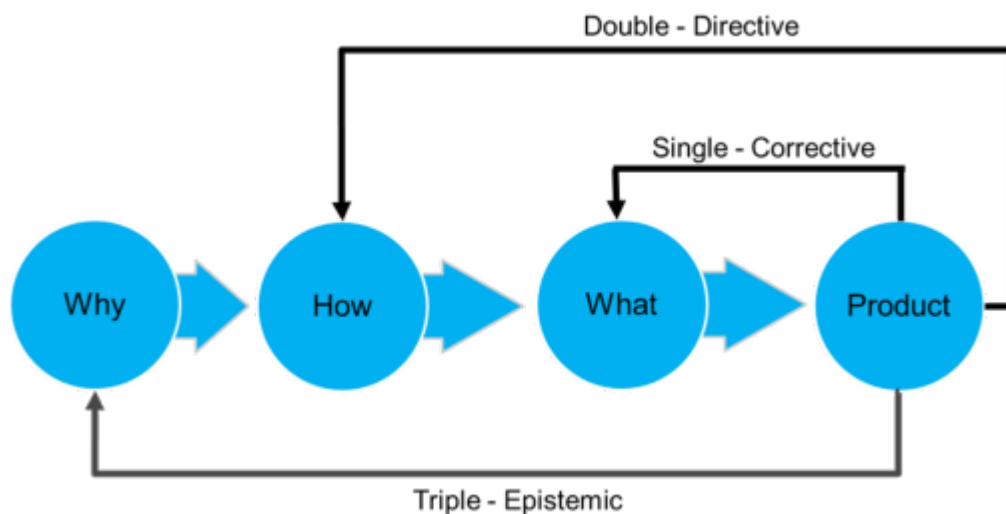 Double - Directive
Single - Corrective
Why
How
What
Product
Triple - Epistemic